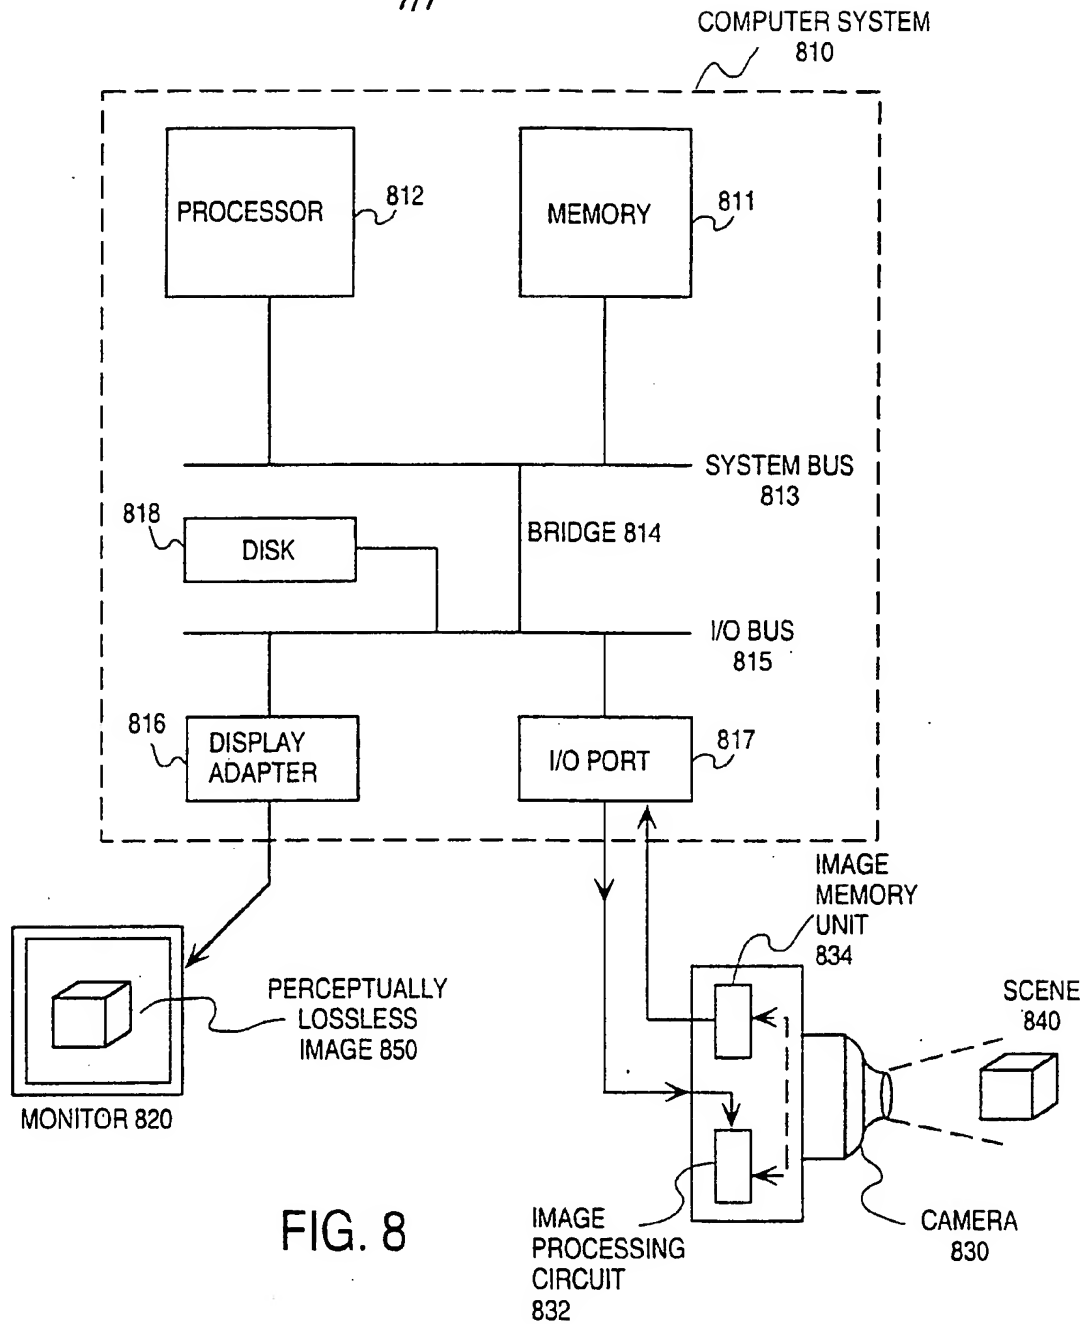 COMPUTER SYSTEM
810
PROCESSOR
812
MEMORY
811
SYSTEM BUS
813
818
DISK
BRIDGE 814
I/O BUS
815
816
DISPLAY
ADAPTER
I/O PORT
817
IMAGE
MEMORY
UNIT
834
PERCEPTUALLY
LOSSLESS
IMAGE 850
SCENE
840
MONITOR 820
FIG. 8
IMAGE
PROCESSING
CIRCUIT
832
CAMERA
830